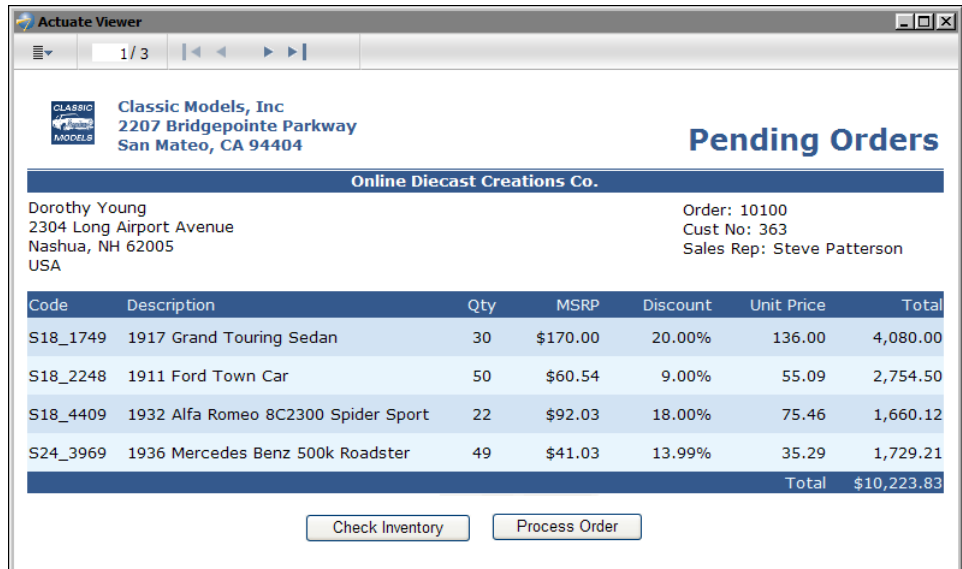 Actuate Viewer
1/ 3
CLASSIC
MODELS
Classic Models, Inc
2207 Bridgepointe Parkway
San Mateo, CA 94404
Pending Orders
Online Diecast Creations Co.
Dorothy Young
2304 Long Airport Avenue
Nashua, NH 62005
USA
Order: 10100
Cust No: 363
Sales Rep: Steve Patterson
Code Description Qty MSRP Discount Unit Price Total
S18_1749 1917 Grand Touring Sedan 30 $170.00 20.00% 136.00 4,080.00
S18_2248 1911 Ford Town Car 50 $60.54 9.00% 55.09 2,754.50
S18_4409 1932 Alfa Romeo 8C2300 Spider Sport 22 $92.03 18.00% 75.46 1,660.12
S24_3969 1936 Mercedes Benz 500k Roadster 49 $41.03 13.99% 35.29 1,729.21
Total $10,223.83
Check Inventory Process Order